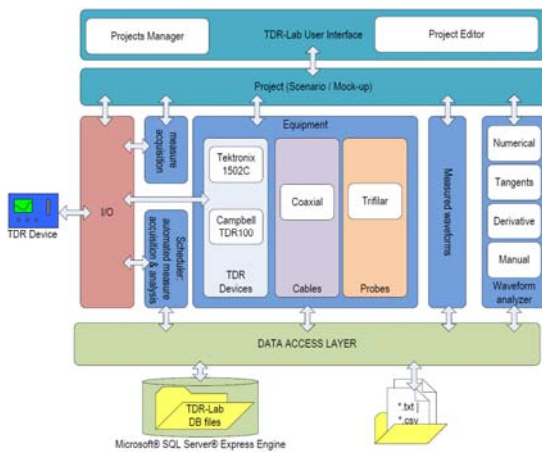 Projects Manager
TDR-Lab User Interface
Project Editor
Project (Scenario / Mock-up)
I/O
measure
acquisition
Scheduler:
automated measure
acquisition & analysis
Equipment
Tektronix
1502C
Campbell
TDR100
TDR
Devices
Coaxial
Cables
Trifilar
Probes
Measured waveforms
Numerical
Tangents
Derivative
Manual
Waveform
analyzer
TDR Device
DATA ACCESS LAYER
TDR-Lab
DB files
Microsoft® SQL Server® Express Engine
*.txt |
*.csv